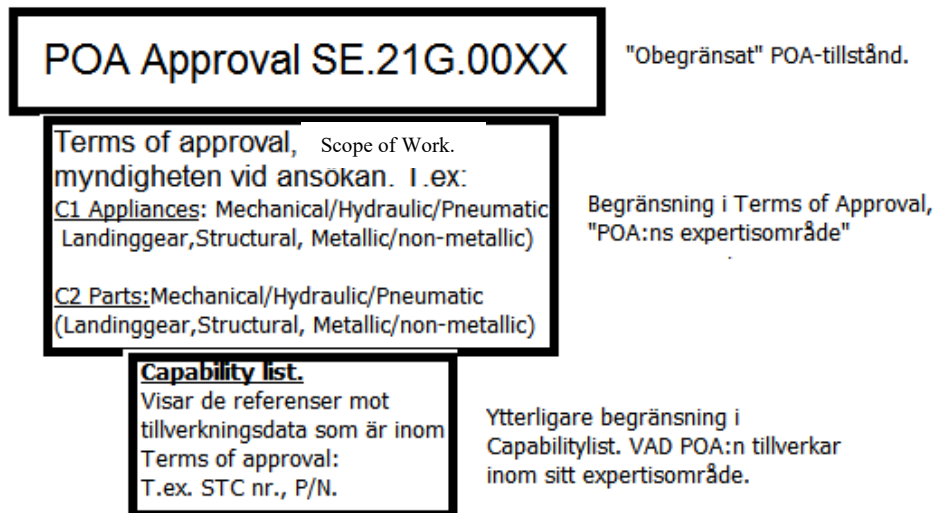 POA Approval SE.21G.00XX
"Obegränsat" POA-tillstånd.
Terms of approval, Scope of Work.
myndigheten vid ansökan. T.ex:
C1 Appliances: Mechanical/Hydraulic/Pneumatic
Landinggear,Structural, Metallic/non-metallic)
C2 Parts:Mechanical/Hydraulic/Pneumatic
(Landinggear,Structural, Metallic/non-metallic)
Begränsning i Terms of Approval,
"POA:ns expertisområde"
Capability list.
Visar de referenser mot
tillverkningsdata som är inom
Terms of approval:
T.ex. STC nr., P/N.
Ytterligare begränsning i
Capabilitylist. VAD POA:n tillverkar
inom sitt expertisområde.